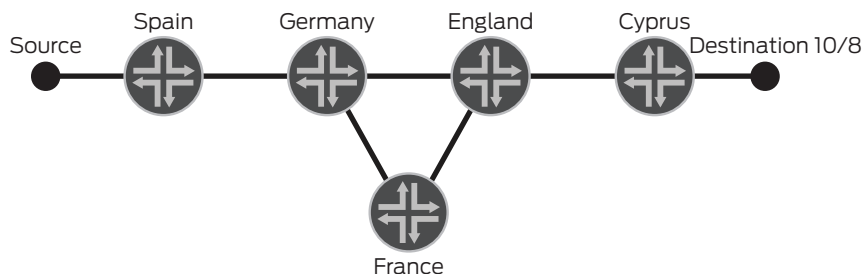 Spain
Germany
England
Cyprus
Source
Destination 10/8
France